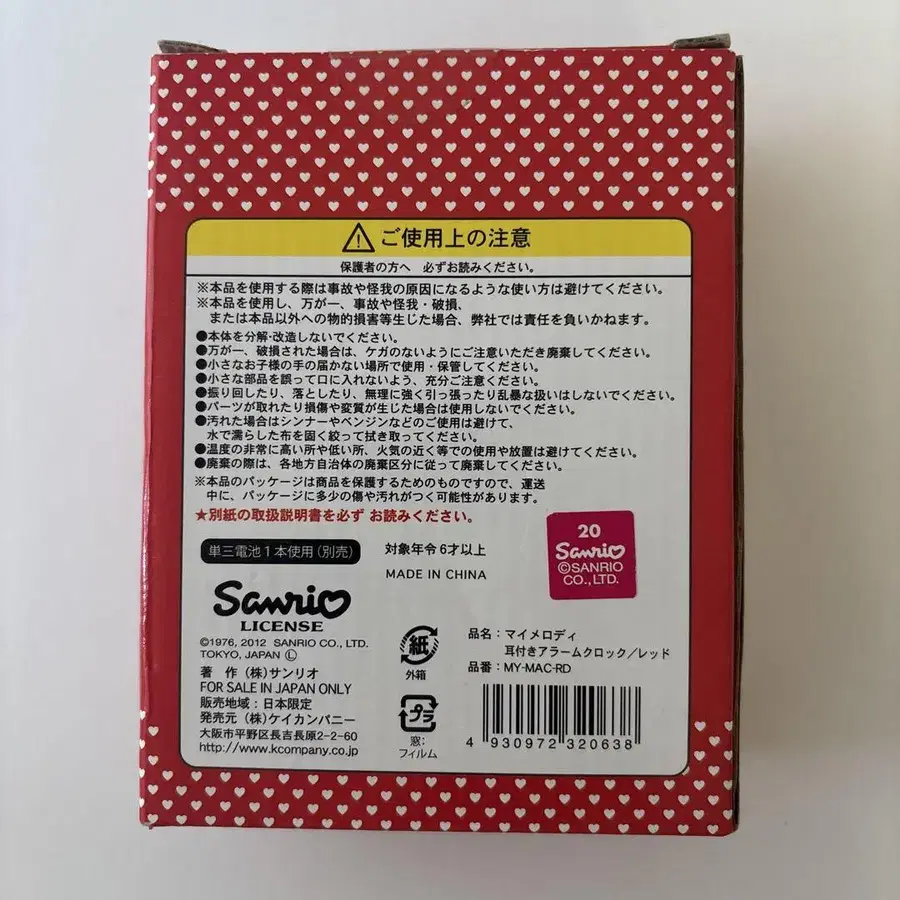 ご使用上の注意
保護者の方へ 必ずお読みください。
※本品を使用する際は事故や怪我の原因になるような使い方は避けてください。
※本品を使用し、万が一、事故や怪我・破損、
または本品以外への物的損害等生じた場合、弊社では責任を負いかねます。
●本体を分解・改造しないでください。
●万が一、破損された場合は、ケガのないようにご注意いただき廃棄してください。
●小さなお子様の手の届かない場所で使用・保管してください。
●小さな部品を誤って口に入れないよう、充分ご注意ください。
●振り回したり、落としたり、無理に強く引っ張ったり乱暴な扱いはしないでください。
●パーツが取れたり損傷や変質が生じた場合は使用しないでください。
●汚れた場合はシンナーやベンジンなどのご使用は避けて、
水で濡らした布を固く絞って拭き取ってください。
●温度の非常に高い所や低い所、火気の近く等での使用や放置は避けてください。
●廃棄の際は、各地方自治体の廃棄区分に従って廃棄してください。
※本品のパッケージは商品を保護するためのものですので、運送
中に、パッケージに多少の傷や汚れがつく可能性があります。
★別紙の取扱説明書を必ず お読みください。
単三電池1本使用(別売)
対象年令6才以上
MADE IN CHINA
20
Sanrio
©SANRIO
CO., LTD.
Sanrio
LICENSE
©1976, 2012 SANRIO CO., LTD.
TOKYO, JAPAN Ⓛ
著 作 (株)サンリオ
FOR SALE IN JAPAN ONLY
販売地域:日本限定
発売元 (株)ケイカンパニー
大阪市平野区長吉長原2-2-60
http://www.kcompany.co.jp
紙
外箱
プラ
窓:
フィルム
品名:マイメロディ
耳付きアラームクロック/レッド
品番:MY-MAC-RD
4 930972 320638